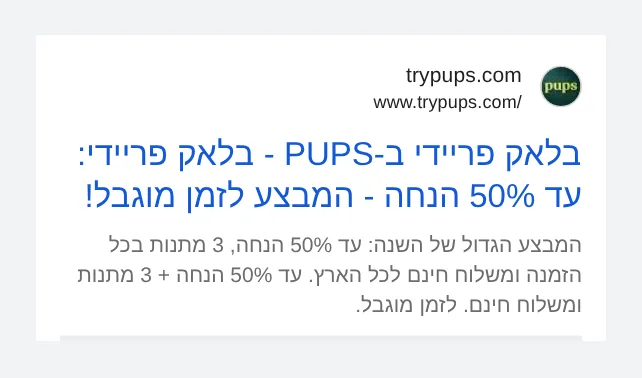 trypups.com
pups
www.trypups.com/
בלאק פריידי ב-PUPS - בלאק פריידי:
עד 50% הנחה - המבצע לזמן מוגבל!
המבצע הגדול של השנה: עד 50% הנחה, 3 מתנות בכל
הזמנה ומשלוח חינם לכל הארץ. עד 50% הנחה + 3 מתנות
ומשלוח חינם. לזמן מוגבל.